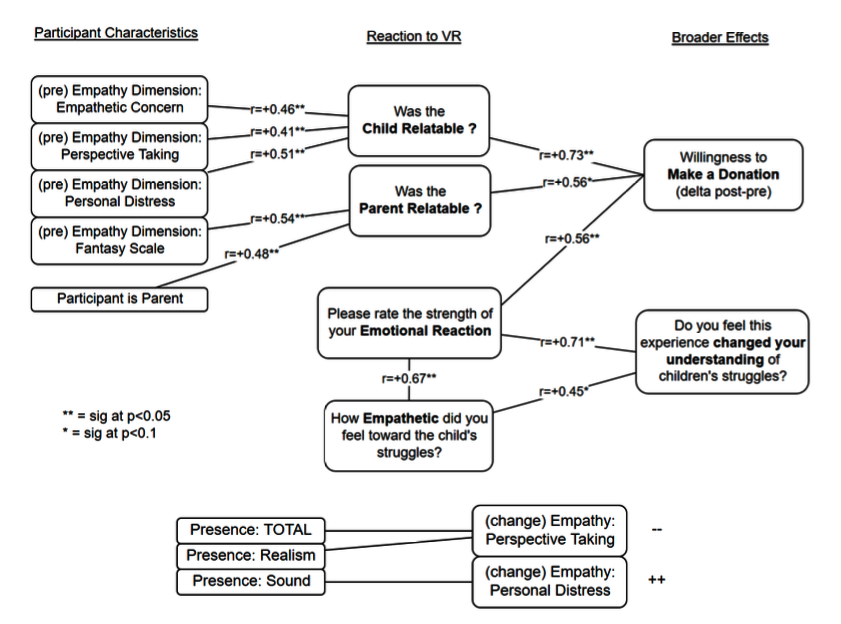 Participant Characteristics
Reaction to VR
Broader Effects
(pre) Empathy Dimension:
Empathetic Concern
(pre) Empathy Dimension:
Perspective Taking
(pre) Empathy Dimension:
Personal Distress
(pre) Empathy Dimension:
Fantasy Scale
Participant is Parent
r=+0.46**
r=+0.41**
r=+0.51**
r=+0.54**
r=+0.48**
Was the
Child Relatable ?
Was the
Parent Relatable ?
r=+0.73**
r=+0.56*
r=+0.56**
Willingness to
Make a Donation
(delta post-pre)
Please rate the strength of
your Emotional Reaction
r=+0.71**
r=+0.67**
r=+0.45*
Do you feel this
experience changed your
understanding of
children's struggles?
How Empathetic did you
feel toward the child's
struggles?
** = sig at p<0.05
* = sig at p<0.1
Presence: TOTAL
Presence: Realism
Presence: Sound
(change) Empathy:
Perspective Taking
--
(change) Empathy:
Personal Distress
++